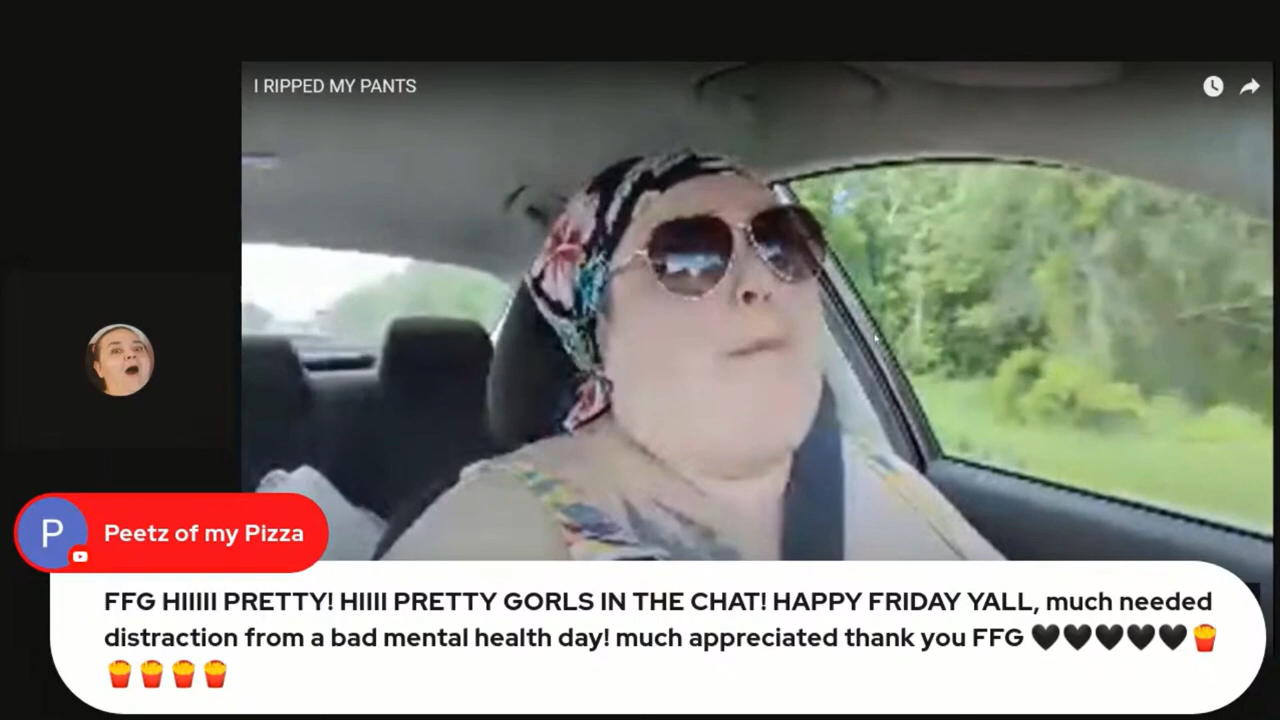 I RIPPED MY PANTS
P
Peetz of my Pizza
FFG HIIIII PRETTY! HIIII PRETTY GORLS IN THE CHAT! HAPPY FRIDAY YALL, much needed
distraction from a bad mental health day! much appreciated thank you FFG 🖤🖤🖤🖤🖤🍟
🍟🍟🍟🍟